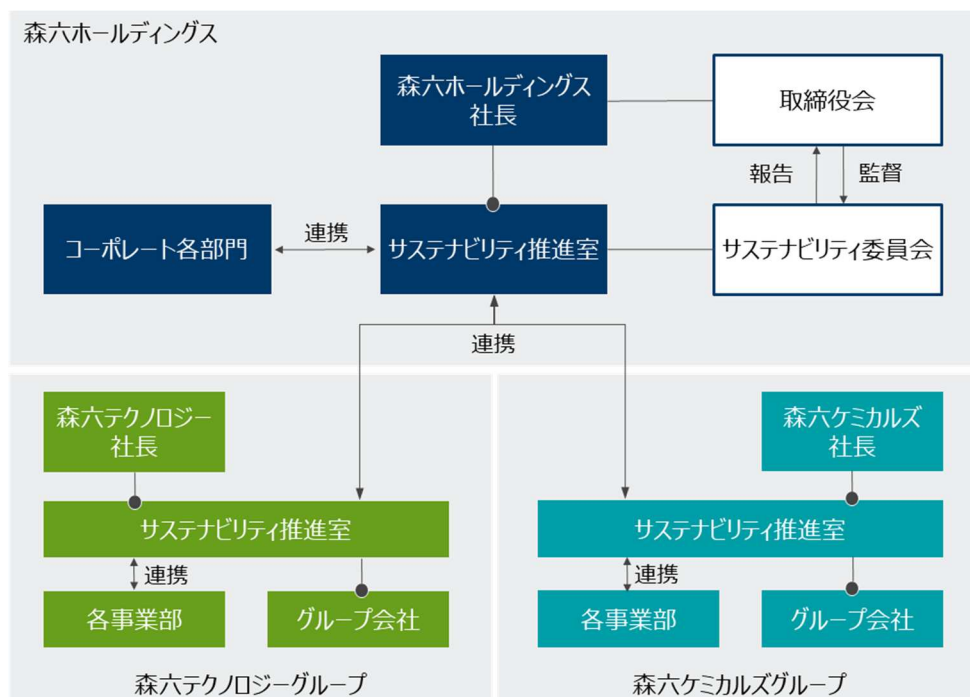 森六ホールディングス
森六ホールディングス
社長
取締役会
報告
監督
コーポレート各部門
連携
サステナビリティ推進室
サステナビリティ委員会
連携
森六テクノロジー
社長
サステナビリティ推進室
連携
各事業部
グループ会社
森六テクノロジーグループ
森六ケミカルズ
社長
サステナビリティ推進室
連携
各事業部
グループ会社
森六ケミカルズグループ